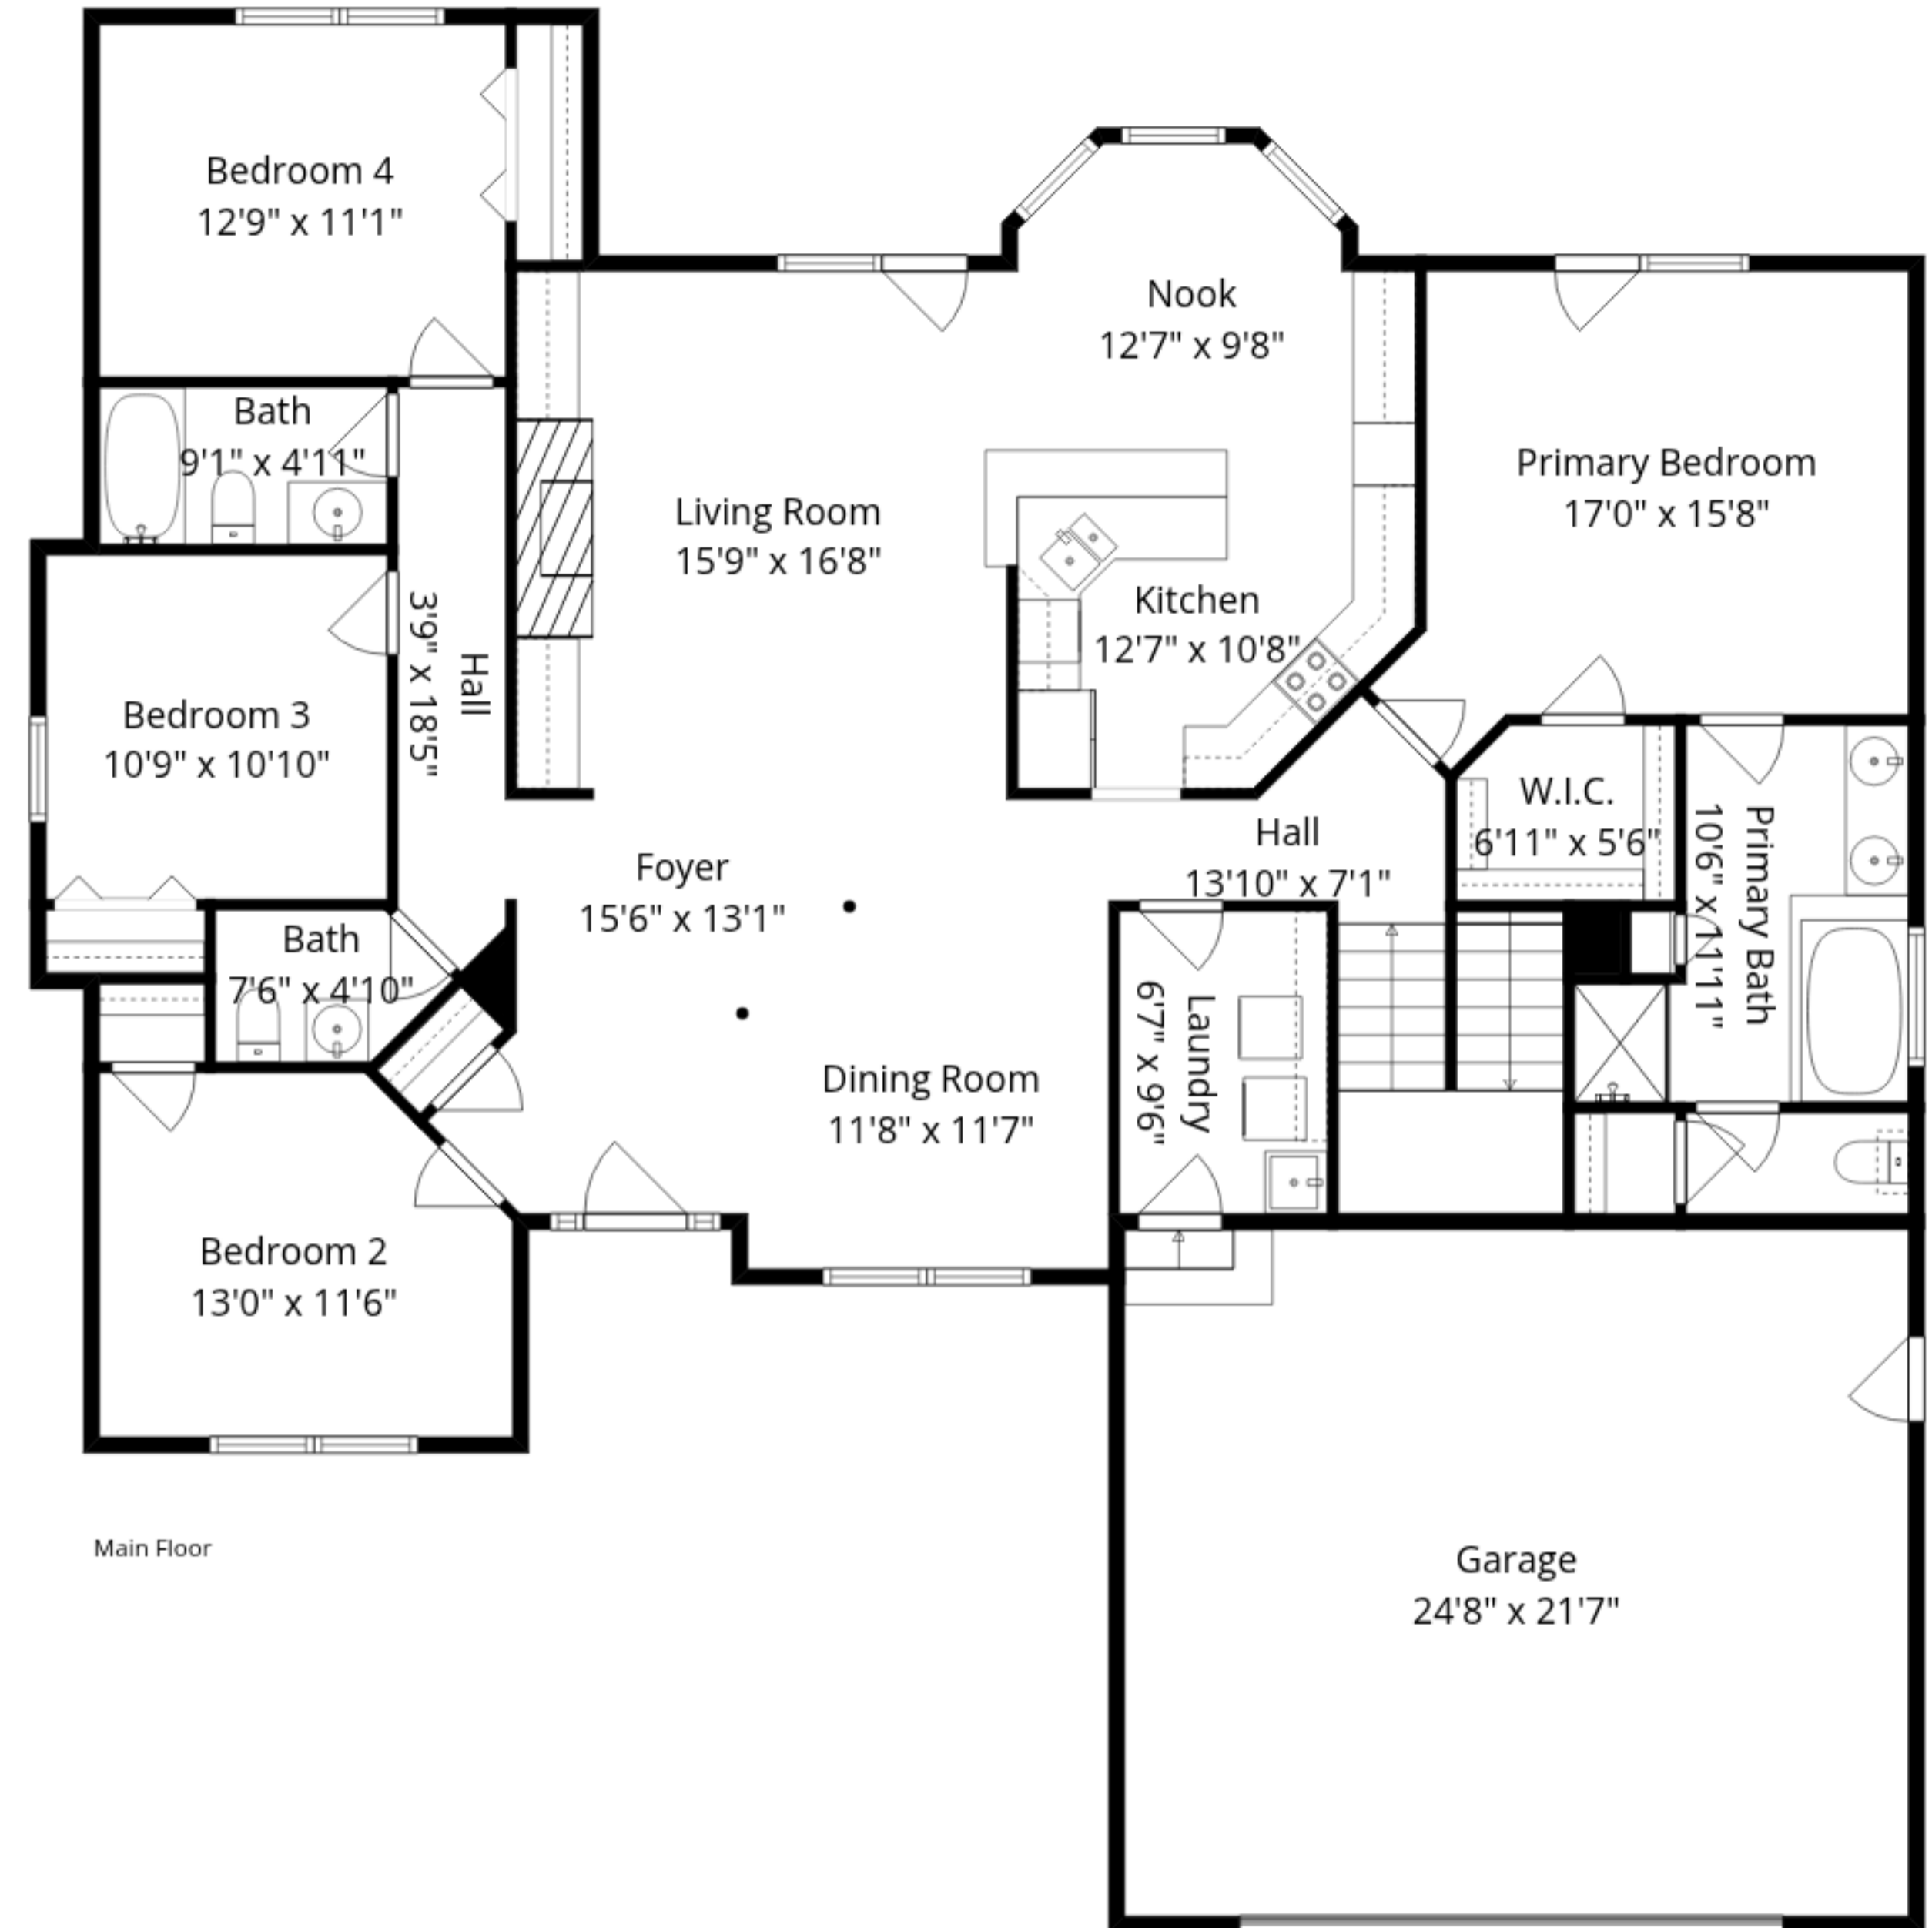 Bedroom 4
12'9" x 11'1"
Nook
12'7" x 9'8"
Bath
9'1" x 4'11"
Living Room
15'9" x 16'8"
Primary Bedroom
17'0" x 15'8"
Kitchen
12'7" x 10'8"
Hall
3'9" x 18'5"
Bedroom 3
10'9" x 10'10"
W.I.C.
6'11" x 5'6"
Hall
13'10" x 7'1"
Foyer
15'6" x 13'1"
Primary Bath
10'6" x 11'11"
Bath
7'6" x 4'10"
Laundry
6'7" x 9'6"
Dining Room
11'8" x 11'7"
Bedroom 2
13'0" x 11'6"
Main Floor
Garage
24'8" x 21'7"